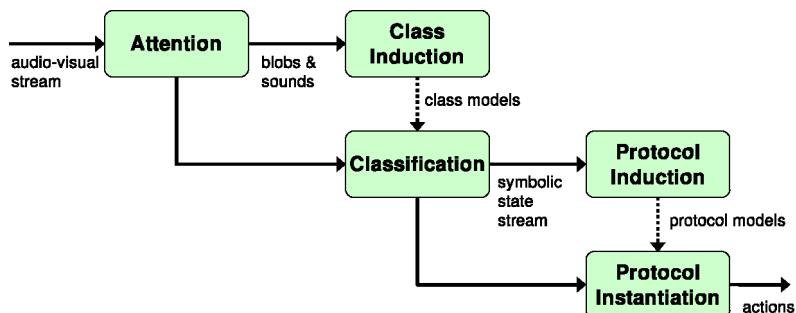 Attention
audio-visual
stream
blobs &
sounds
Class
Induction
class models
Classification
symbolic
state
stream
Protocol
Induction
protocol models
Protocol
Instantiation
actions